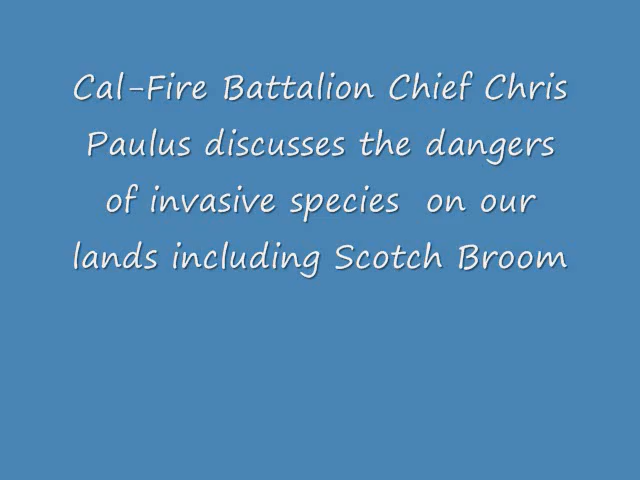 Cal-Fire Battalion Chief Chris
Paulus discusses the dangers
of invasive species  on our
lands including Scotch Broom